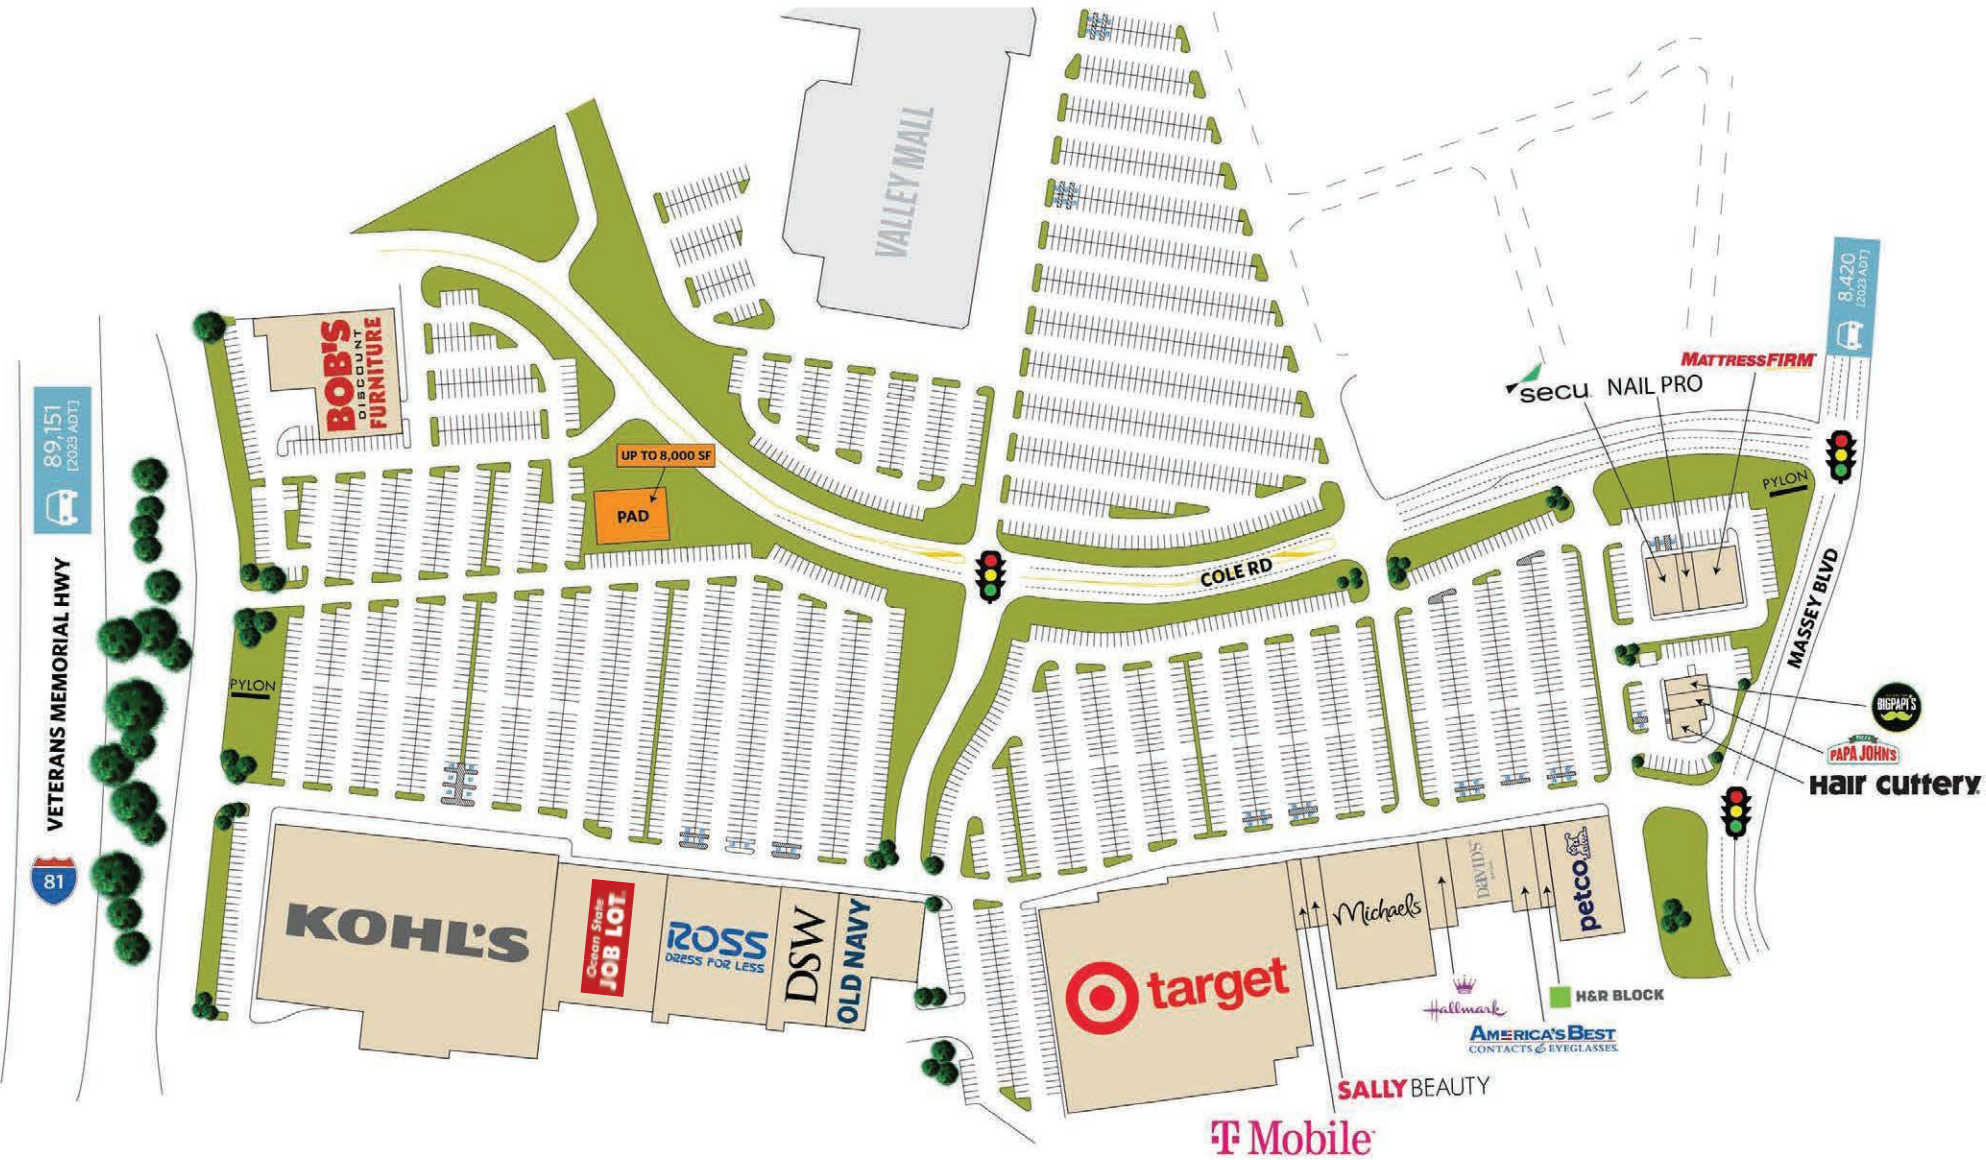 VALLEY MALL
BOB'S
DISCOUNT
FURNITURE
8,420
[2023 ADT]
MATTRESSFIRM
secu
NAIL PRO
89,151
[2023 ADT]
UP TO 8,000 SF
PAD
PYLON
COLE RD
MASSEY BLVD
VETERANS MEMORIAL HWY
PYLON
BIGPAPI'S
PIZZA
PAPA JOHN'S
Hair Cuttery
81
KOHL'S
Ocean State
JOB LOT
ROSS
DRESS FOR LESS
DSW
OLD NAVY
target
Michaels
DAVID'S
petco
Hallmark
H&R BLOCK
AMERICA'S BEST
CONTACTS & EYEGLASSES
SALLY BEAUTY
T Mobile